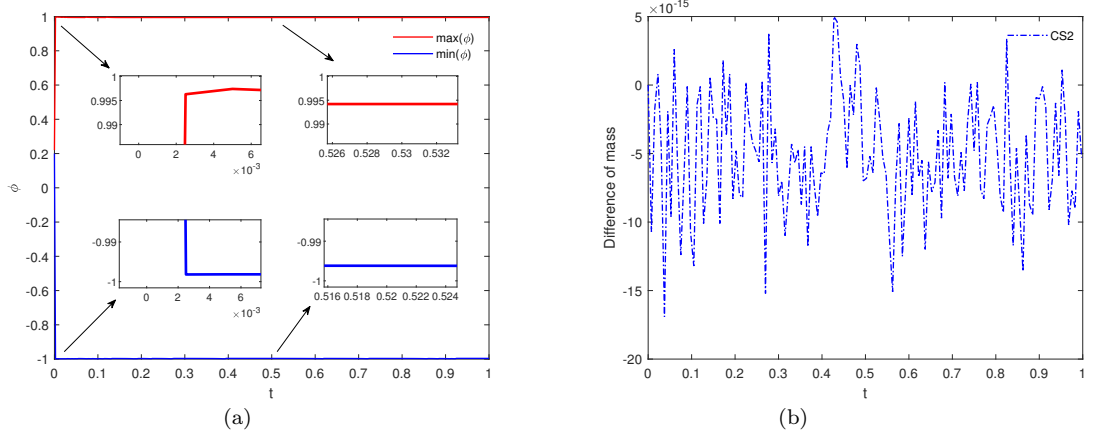 1
0.8
0.6
0.4
0.2
0
-0.2
-0.4
-0.6
-0.8
-1
ϕ
0 0.1 0.2 0.3 0.4 0.5 0.6 0.7 0.8 0.9 1
t
max(ϕ)
min(ϕ)
1
0.995
0.99
0 2 4 6
×10⁻³
1
0.995
0.99
0.526 0.528 0.53 0.532
-0.99
-1
0 2 4 6
×10⁻³
-0.99
-1
0.516 0.518 0.52 0.522 0.524
(a)
×10⁻¹⁵
5
0
-5
-10
-15
-20
Difference of mass
CS2
0 0.1 0.2 0.3 0.4 0.5 0.6 0.7 0.8 0.9 1
t
(b)